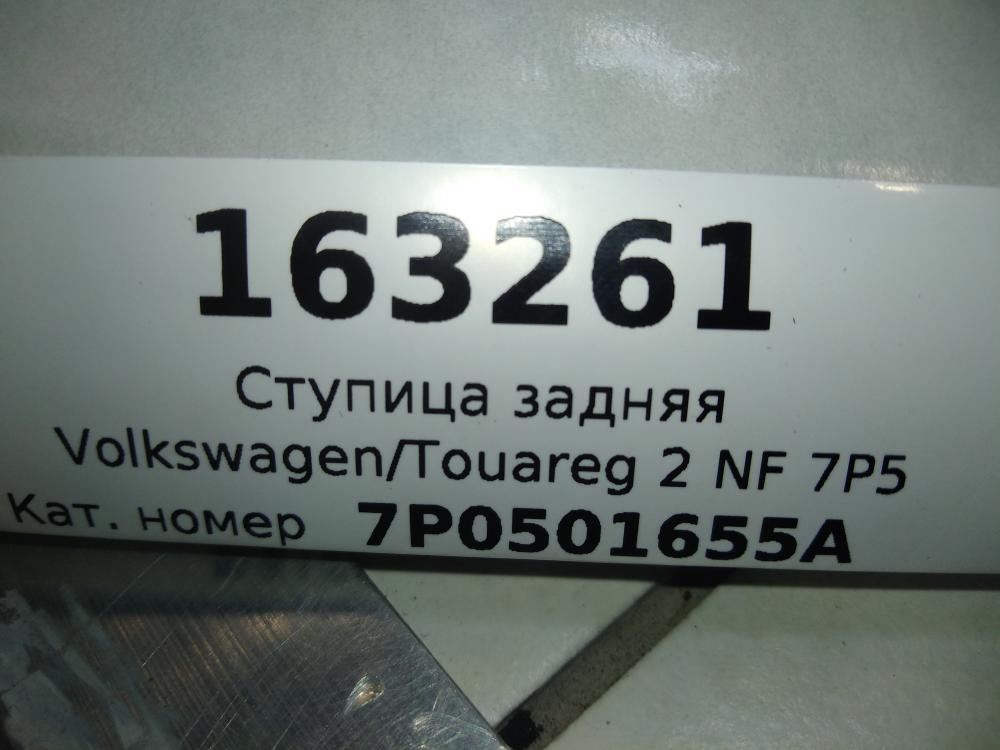 163261
Ступица задняя
Volkswagen/Touareg 2 NF 7P5
Кат. номер 7P0501655A